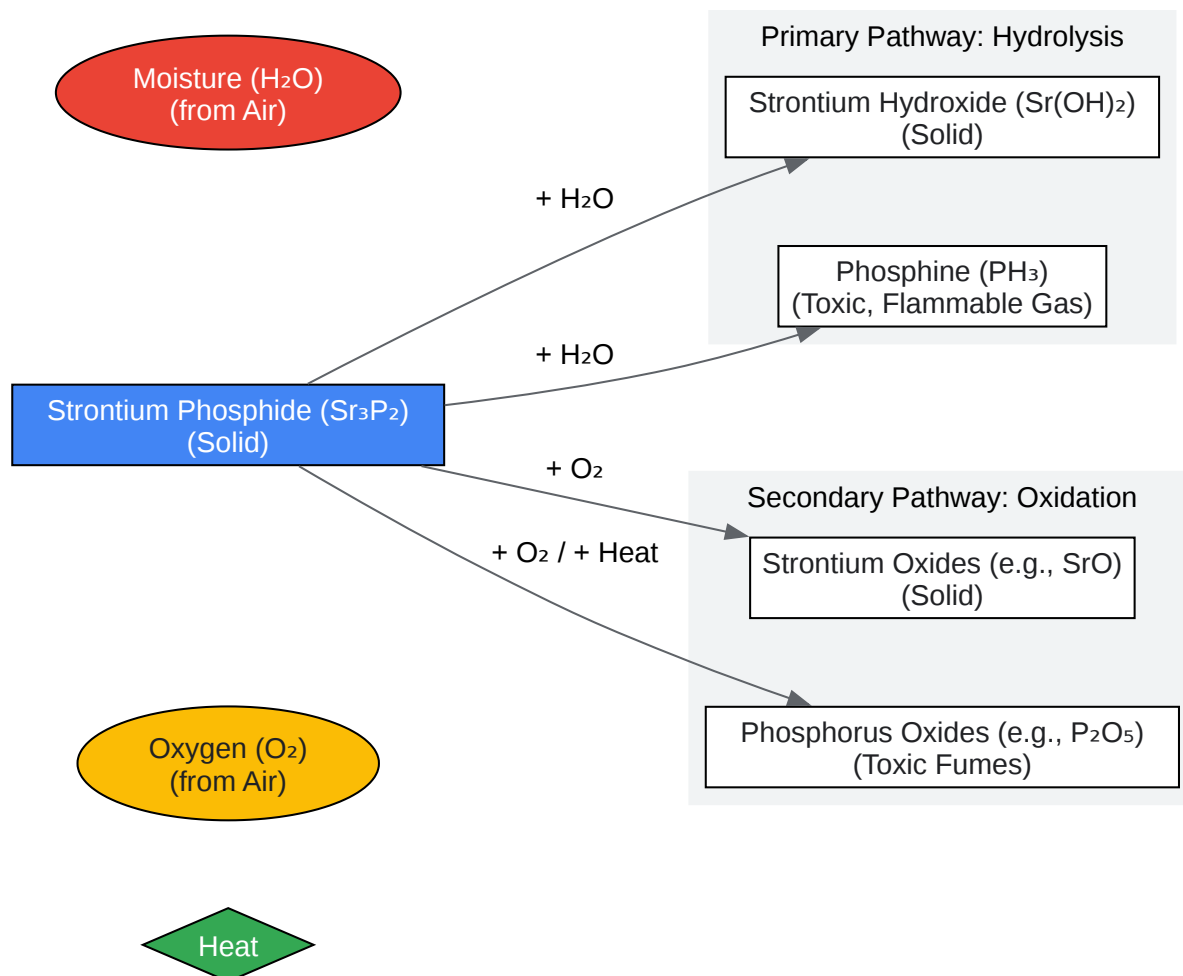 Primary Pathway: Hydrolysis
Moisture (H₂O)
(from Air)
Strontium Hydroxide (Sr(OH)₂)
(Solid)
+ H₂O
Phosphine (PH₃)
(Toxic, Flammable Gas)
+ H₂O
Strontium Phosphide (Sr₃P₂)
(Solid)
+ O₂
Secondary Pathway: Oxidation
+ O₂ / + Heat
Strontium Oxides (e.g., SrO)
(Solid)
Phosphorus Oxides (e.g., P₂O₅)
(Toxic Fumes)
Oxygen (O₂)
(from Air)
Heat